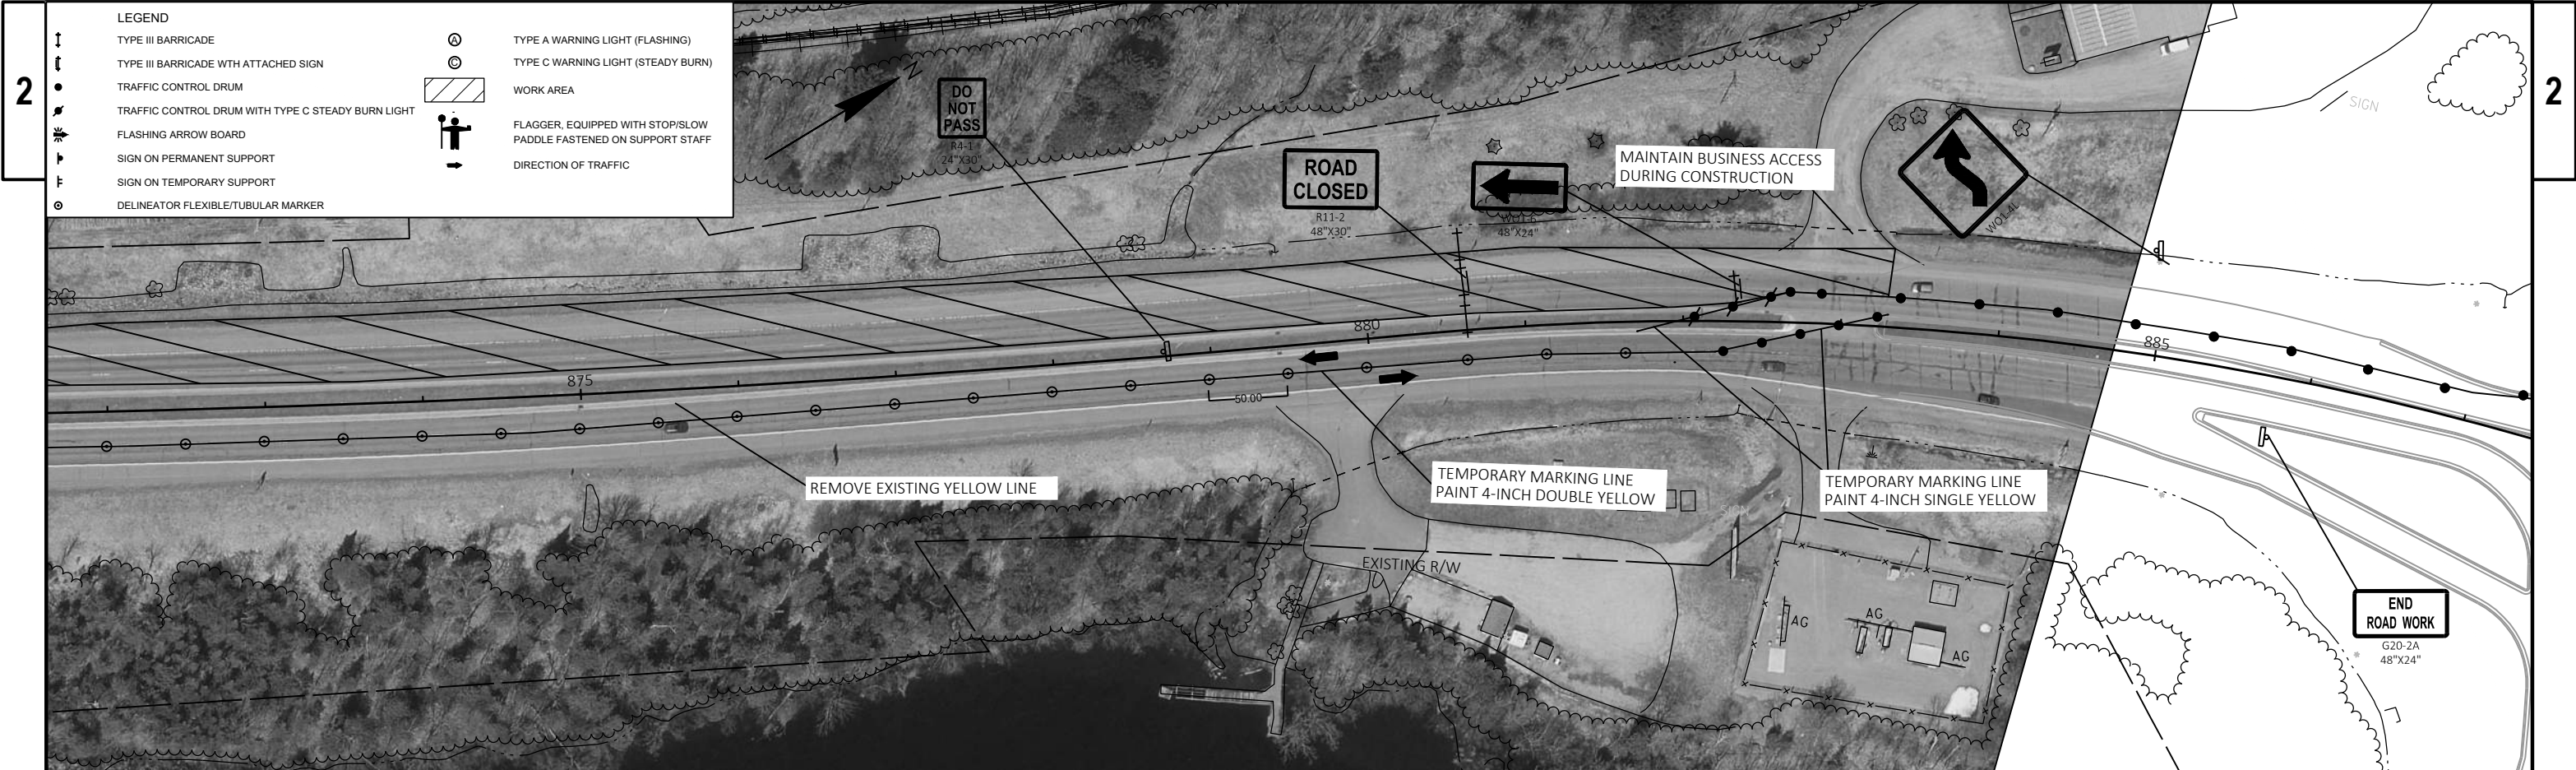 2
LEGEND
TYPE III BARRICADE
TYPE III BARRICADE WTH ATTACHED SIGN
TRAFFIC CONTROL DRUM
TRAFFIC CONTROL DRUM WITH TYPE C STEADY BURN LIGHT
FLASHING ARROW BOARD
SIGN ON PERMANENT SUPPORT
SIGN ON TEMPORARY SUPPORT
DELINEATOR FLEXIBLE/TUBULAR MARKER
A TYPE A WARNING LIGHT (FLASHING)
C TYPE C WARNING LIGHT (STEADY BURN)
WORK AREA
FLAGGER, EQUIPPED WITH STOP/SLOW
PADDLE FASTENED ON SUPPORT STAFF
DIRECTION OF TRAFFIC
N
DO
NOT
PASS
R4-1
24"X30"
ROAD
CLOSED
R11-2
48"X30"
WO1-6
48"X24"
MAINTAIN BUSINESS ACCESS
DURING CONSTRUCTION
WO1-4L
SIGN
2
875
880
885
50.00
REMOVE EXISTING YELLOW LINE
TEMPORARY MARKING LINE
PAINT 4-INCH DOUBLE YELLOW
TEMPORARY MARKING LINE
PAINT 4-INCH SINGLE YELLOW
EXISTING R/W
AG
AG
AG
END
ROAD WORK
G20-2A
48"X24"